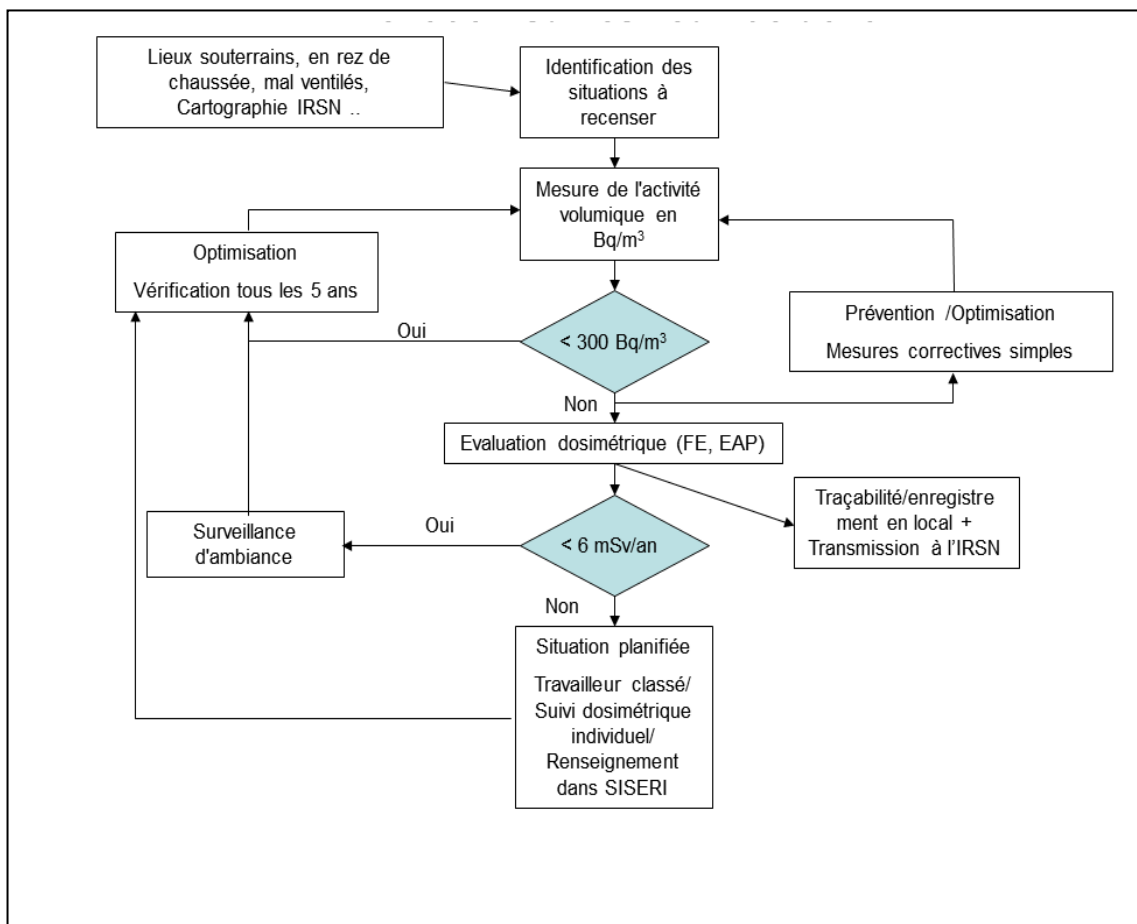 Lieux souterrains, en rez de
chaussée, mal ventilés,
Cartographie IRSN ..
Identification des
situations à
recenser
Mesure de l'activité
volumique en
Bq/m³
Optimisation
Vérification tous les 5 ans
Prévention /Optimisation
Mesures correctives simples
Oui
< 300 Bq/m³
Non
Evaluation dosimétrique (FE, EAP)
Traçabilité/enregistre
ment en local +
Transmission à l'IRSN
Surveillance
d'ambiance
Oui
< 6 mSv/an
Non
Situation planifiée
Travailleur classé/
Suivi dosimétrique
individuel/
Renseignement
dans SISERI